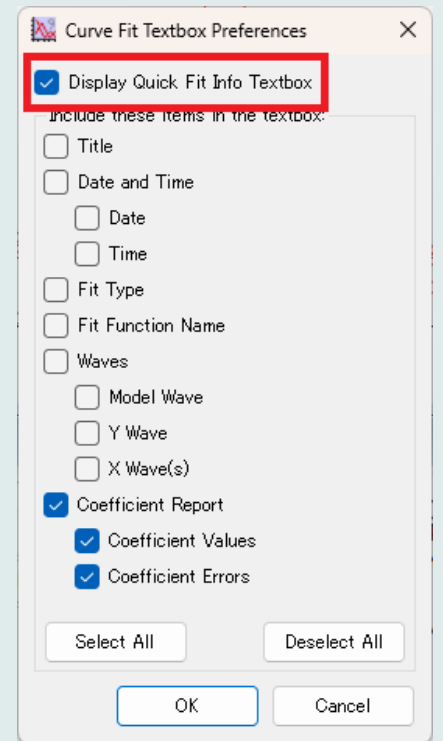 Curve Fit Textbox Preferences
Display Quick Fit Info Textbox
Include these items in the textbox:
Title
Date and Time
Date
Time
Fit Type
Fit Function Name
Waves
Model Wave
Y Wave
X Wave(s)
Coefficient Report
Coefficient Values
Coefficient Errors
Select All
Deselect All
OK
Cancel